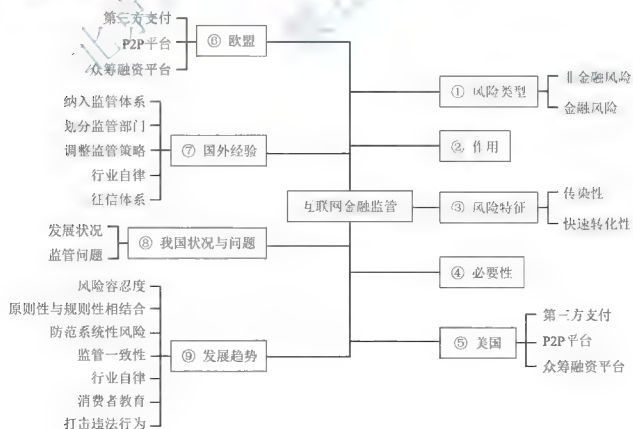 互联网金融监管
① 风险类型
金融风险
② 作用
③ 风险特征
传染性
快速转化性
④ 必要性
⑤ 美国
第三方支付
P2P平台
众筹融资平台
⑥ 欧盟
第三方支付
P2P平台
众筹融资平台
⑦ 国外经验
纳入监管体系
划分监管部门
调整监管策略
行业自律
征信体系
⑧ 我国状况与问题
发展状况
监管问题
⑨ 发展趋势
风险容忍度
原则性与规则性相结合
防范系统性风险
监管一致性
行业自律
消费者教育
打击违法行为